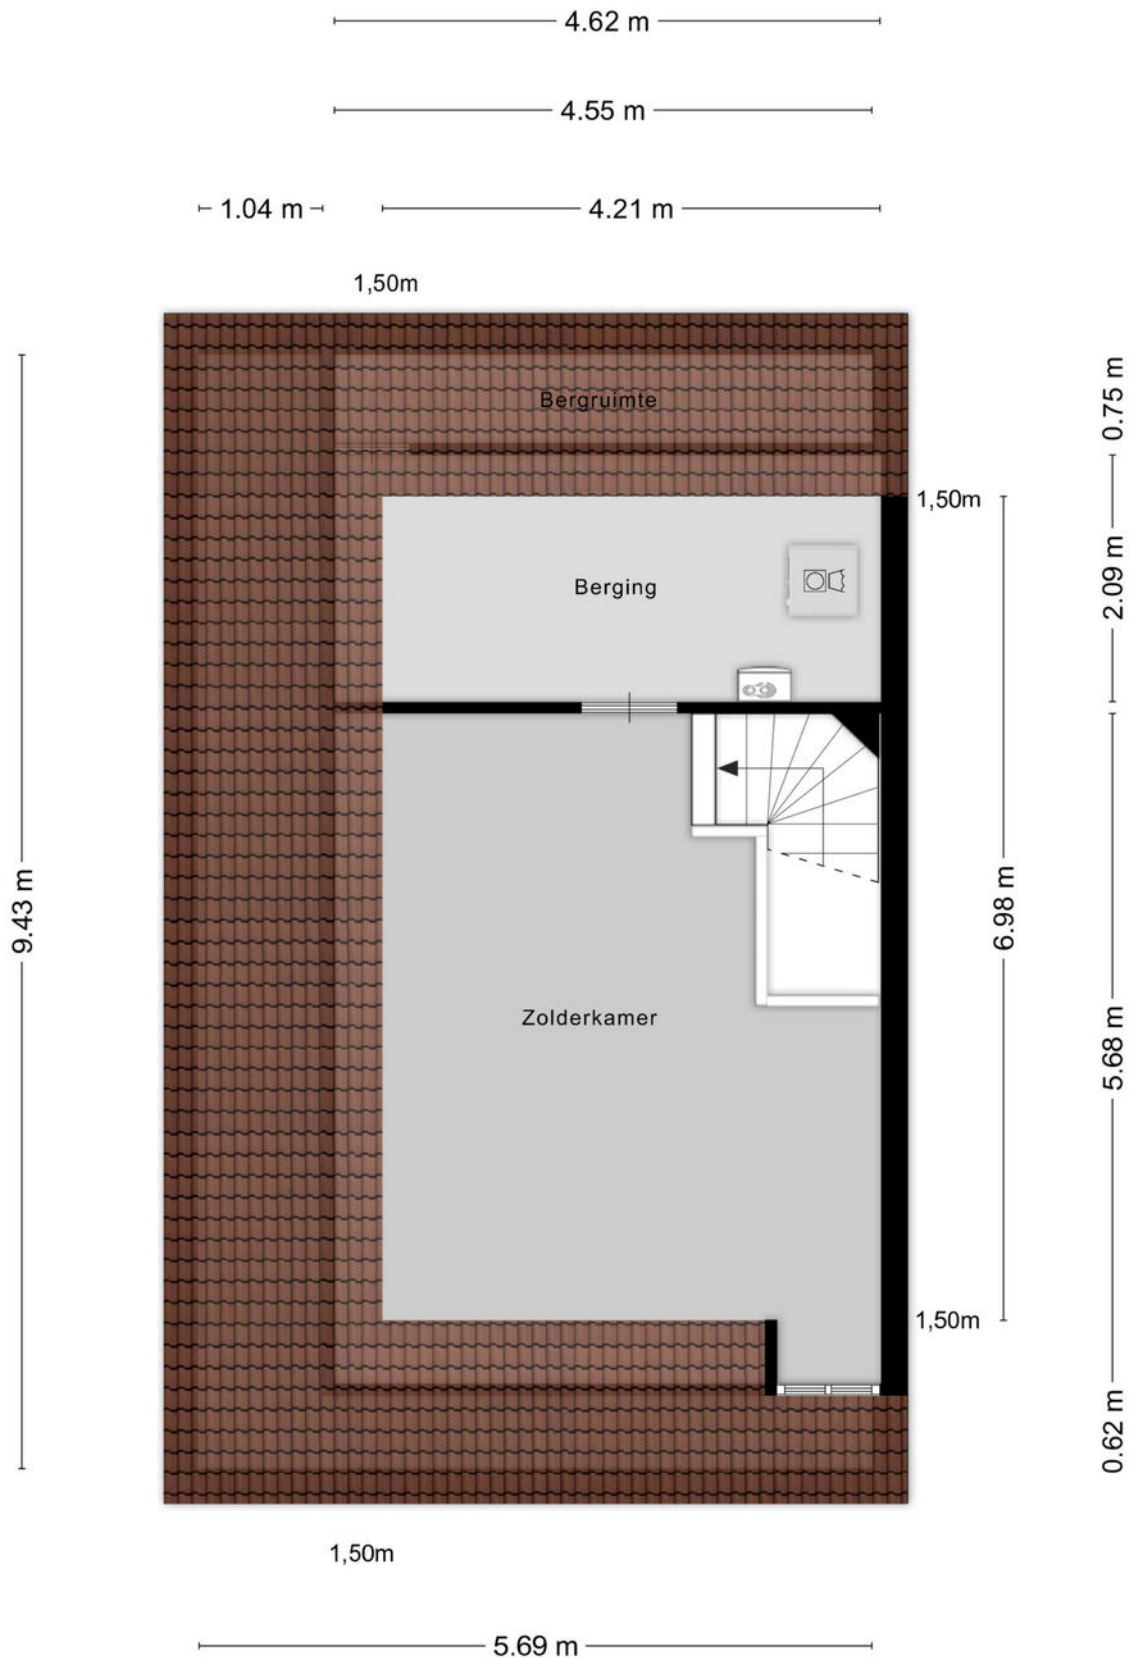 4.62 m
4.55 m
1.04 m
4.21 m
1,50m
Bergruimte
0.75 m
1,50m
2.09 m
Berging
9.43 m
6.98 m
5.68 m
Zolderkamer
1,50m
0.62 m
1,50m
5.69 m